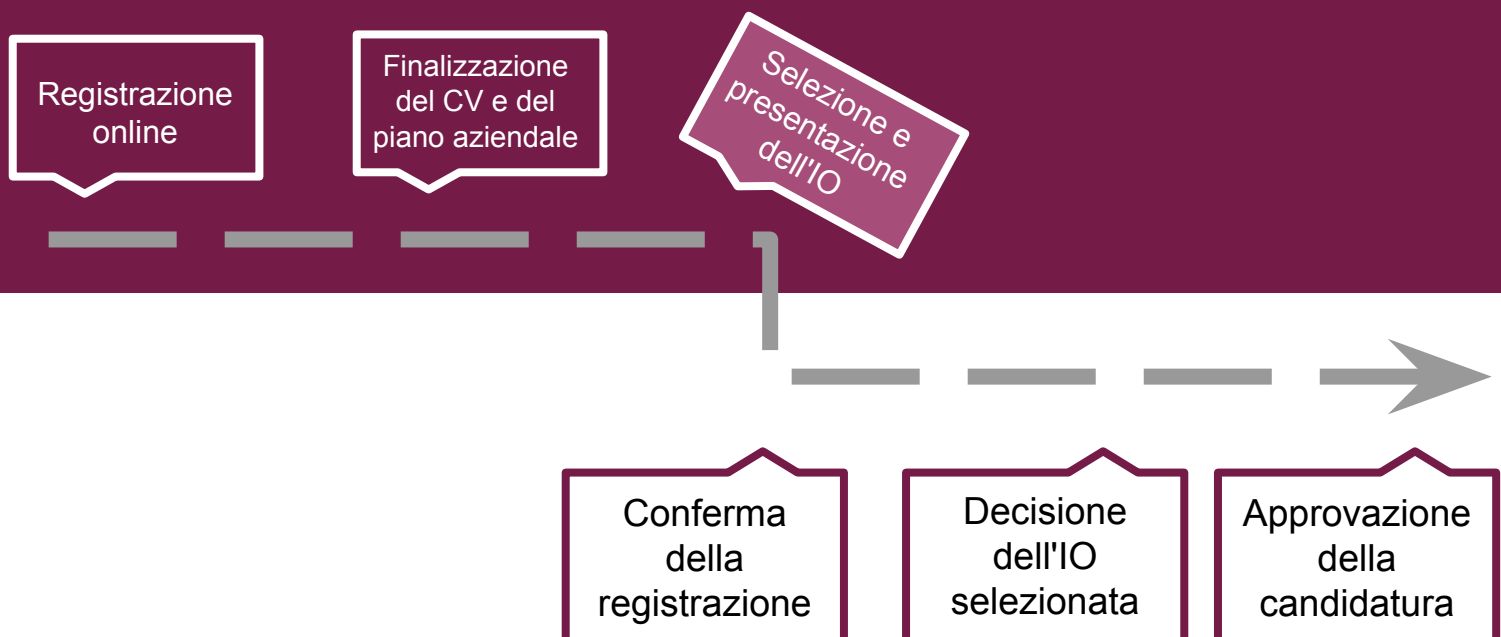 Registrazione
online
Finalizzazione
del CV e del
piano aziendale
Selezione e
presentazione
dell'IO
Conferma
della
registrazione
Decisione
dell'IO
selezionata
Approvazione
della
candidatura